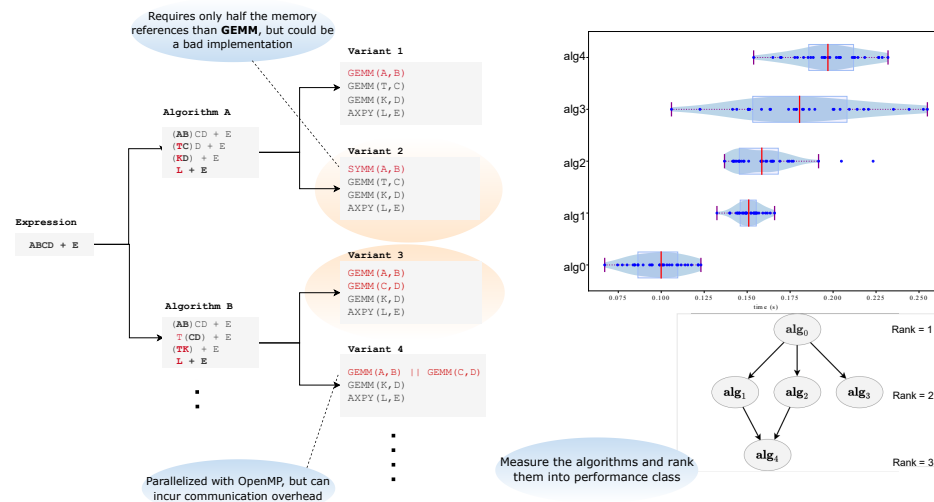 Requires only half the memory
references than GEMM, but could be
a bad implementation
Expression
ABCD + E
Algorithm A
(AB)CD + E
(TC)D + E
(KD) + E
L + E
Algorithm B
(AB)CD + E
T(CD) + E
(TK) + E
L + E
Variant 1
GEMM(A,B)
GEMM(T,C)
GEMM(K,D)
AXPY(L,E)
Variant 2
SYMM(A,B)
GEMM(T,C)
GEMM(K,D)
AXPY(L,E)
Variant 3
GEMM(A,B)
GEMM(C,D)
GEMM(K,D)
AXPY(L,E)
Variant 4
GEMM(A,B) || GEMM(C,D)
GEMM(K,D)
AXPY(L,E)
Parallelized with OpenMP, but can
incur communication overhead
alg4
alg3
alg2
alg1
alg0
0.075
0.100
0.125
0.150
0.175
0.200
0.225
0.250
time (s)
alg0
Rank = 1
alg1
alg2
alg3
Rank = 2
alg4
Rank = 3
Measure the algorithms and rank
them into performance class